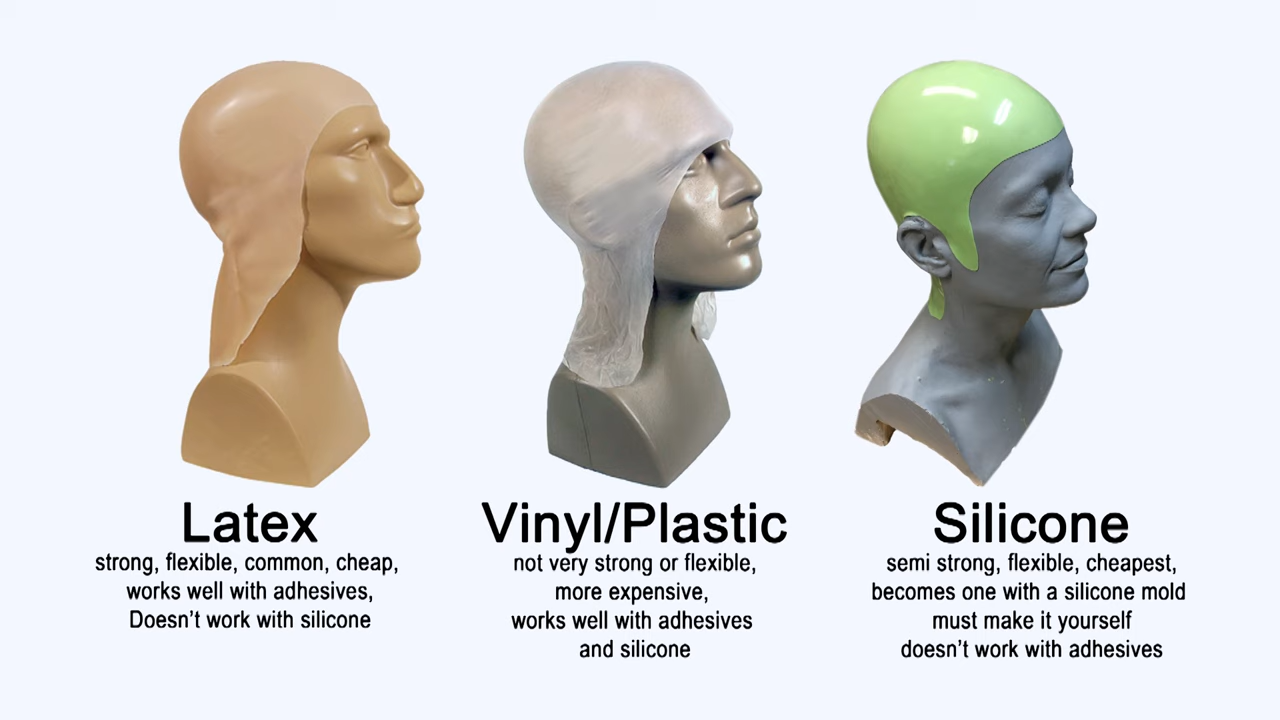 Latex
strong, flexible, common, cheap,
works well with adhesives,
Doesn't work with silicone
Vinyl/Plastic
not very strong or flexible,
more expensive,
works well with adhesives
and silicone
Silicone
semi strong, flexible, cheapest,
becomes one with a silicone mold
must make it yourself
doesn't work with adhesives